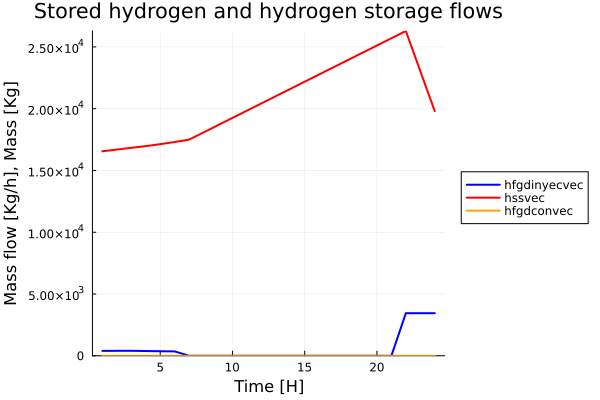 Stored hydrogen and hydrogen storage flows
Mass flow [Kg/h], Mass [Kg]
2.50×10⁴
2.00×10⁴
1.50×10⁴
1.00×10⁴
5.00×10³
0
5 10 15 20
Time [H]
hfgdinyecvec
hssvec
hfgdconvec